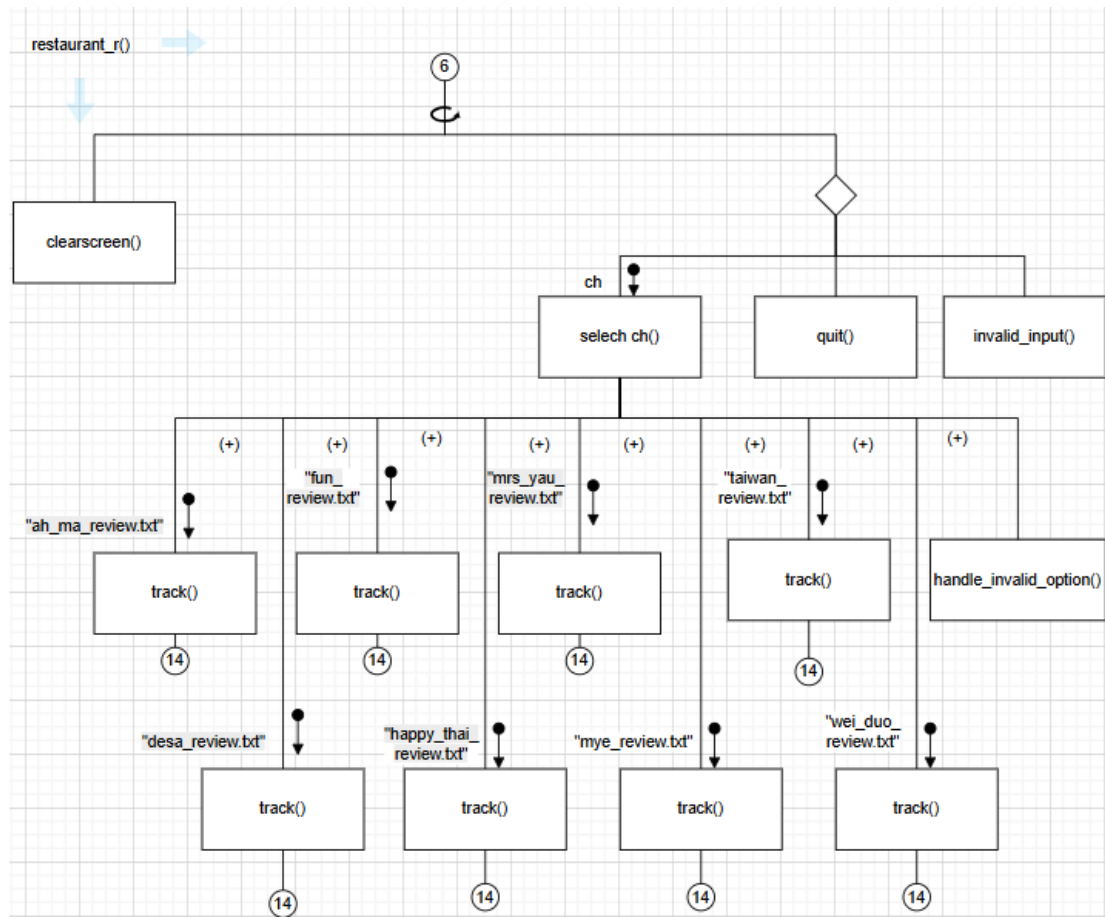 restaurant_r()
6
clearscreen()
ch
selech ch()
quit()
invalid_input()
(+)
(+)
(+)
(+)
(+)
(+)
(+)
(+)
"fun_
review.txt"
"mrs_yau_
review.txt"
"taiwan_
review.txt"
"ah_ma_review.txt"
track()
track()
track()
track()
handle_invalid_option()
14
14
14
14
"desa_review.txt"
"happy_thai_
review.txt"
"mye_review.txt"
"wei_duo_
review.txt"
track()
track()
track()
track()
14
14
14
14